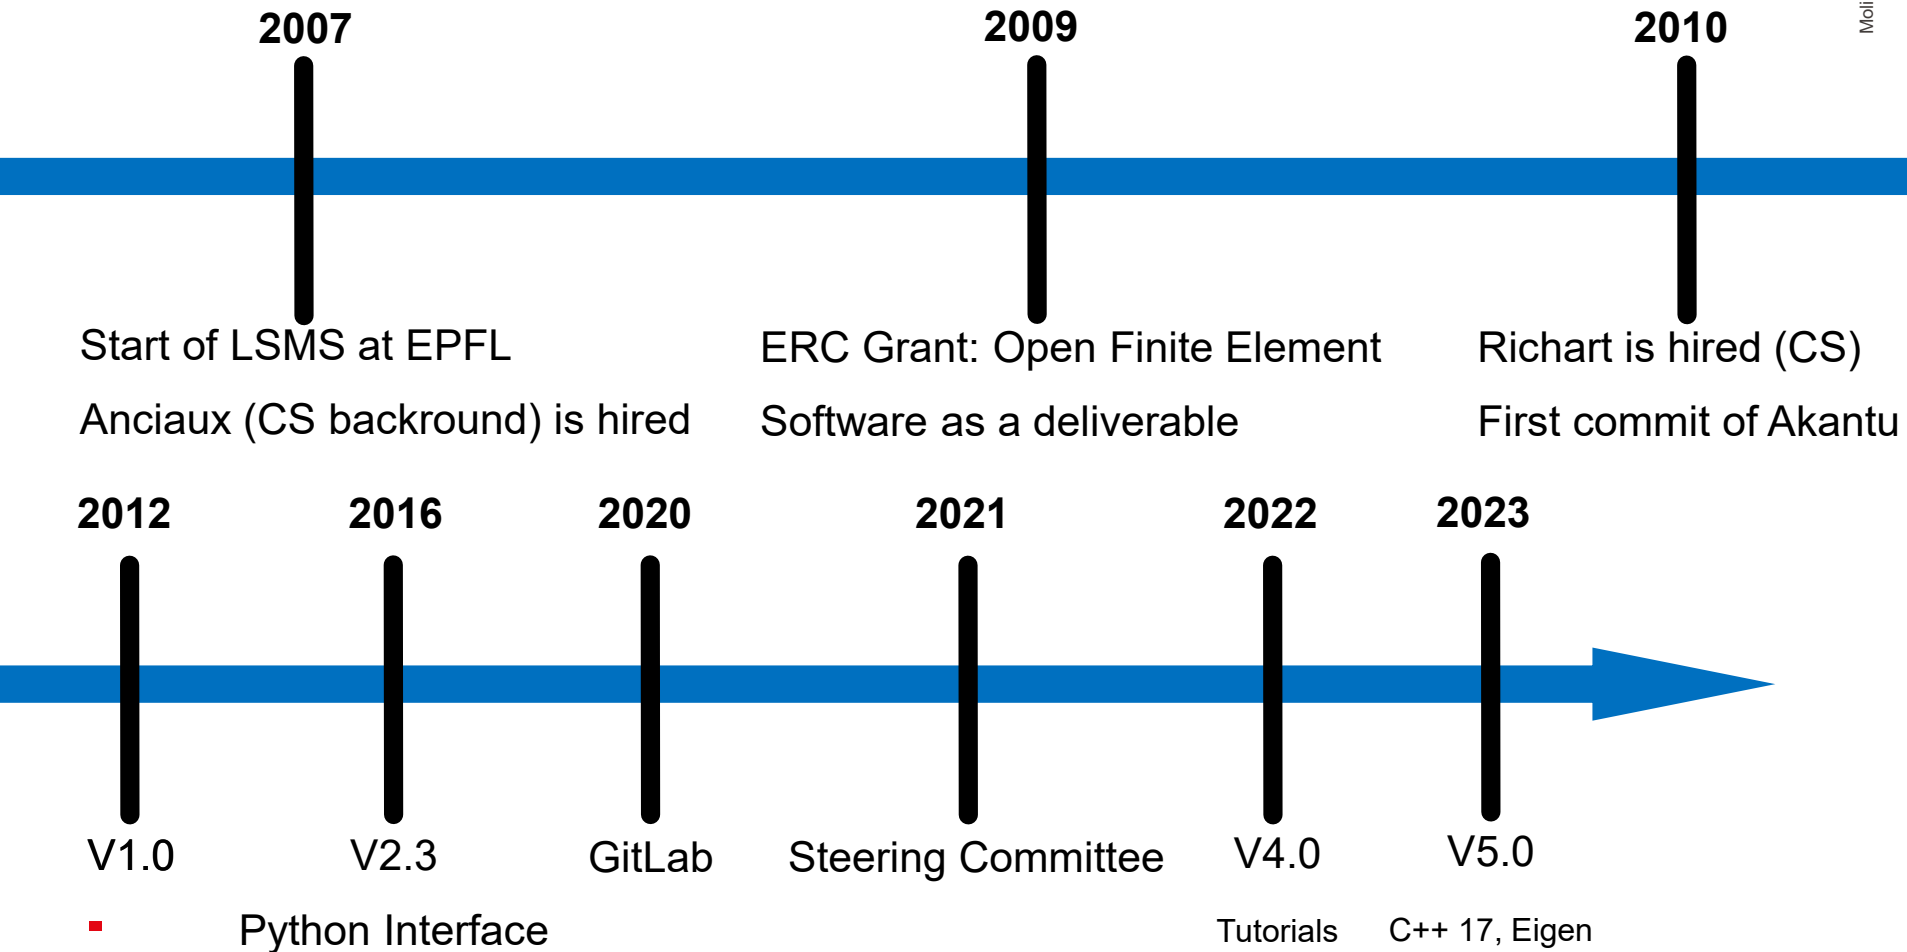 2007
2009
2010
Start of LSMS at EPFL
Anciaux (CS backround) is hired
ERC Grant: Open Finite Element
Software as a deliverable
Richart is hired (CS)
First commit of Akantu
2012
2016
2020
2021
2022
2023
V1.0
V2.3
GitLab
Steering Committee
V4.0
V5.0
Python Interface
Tutorials
C++ 17, Eigen